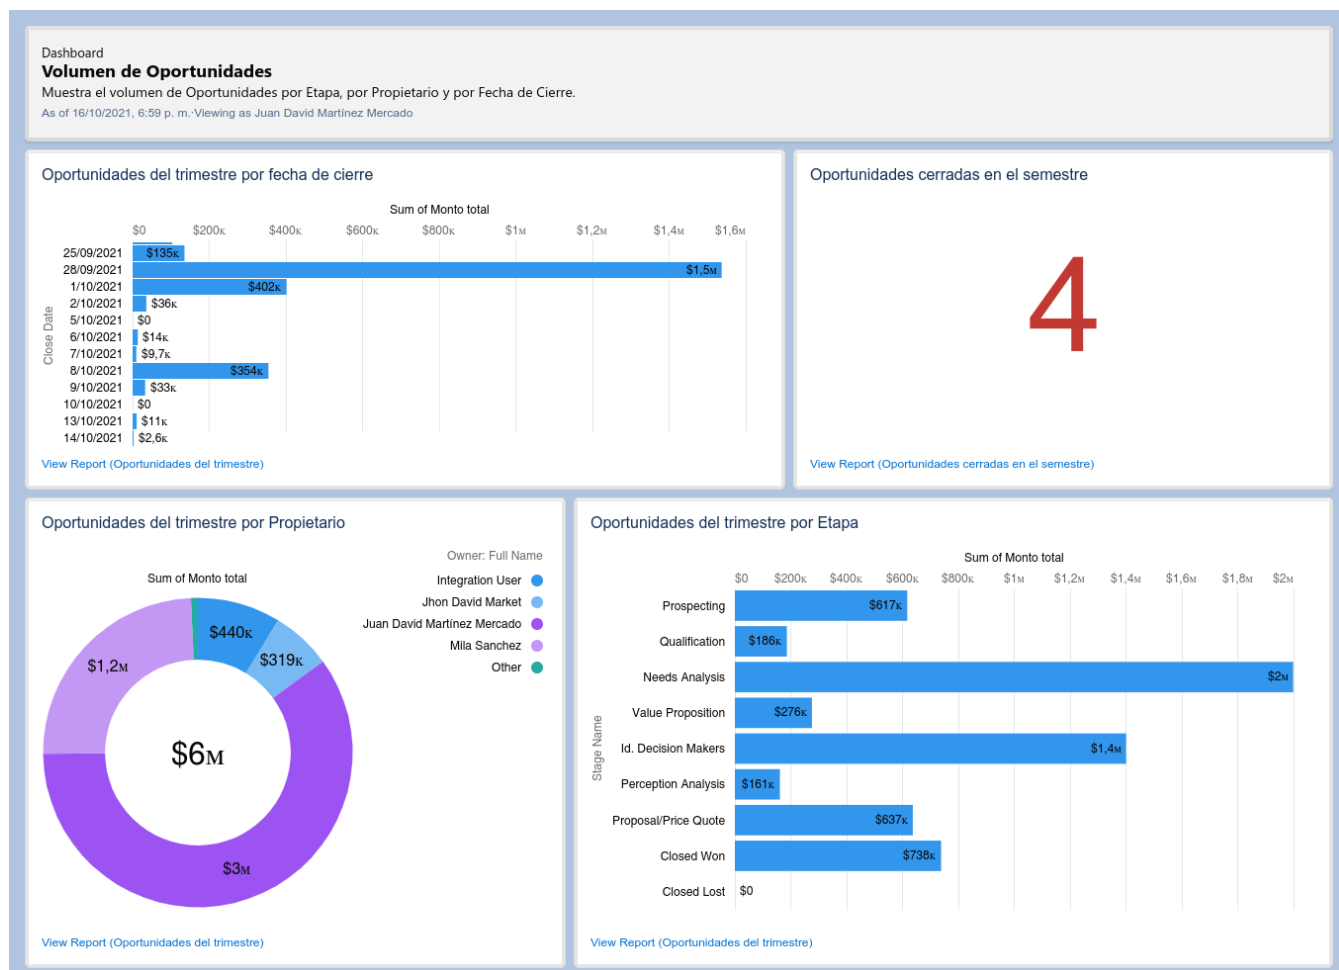 Dashboard
Volumen de Oportunidades
Muestra el volumen de Oportunidades por Etapa, por Propietario y por Fecha de Cierre.
As of 16/10/2021, 6:59 p. m.·Viewing as Juan David Martínez Mercado
Oportunidades del trimestre por fecha de cierre
Sum of Monto total
$0 $200K $400K $600K $800K $1M $1,2M $1,4M $1,6M
Close Date
25/09/2021 $135K
28/09/2021 $1,5M
1/10/2021 $402K
2/10/2021 $36K
5/10/2021 $0
6/10/2021 $14K
7/10/2021 $9,7K
8/10/2021 $354K
9/10/2021 $33K
10/10/2021 $0
13/10/2021 $11K
14/10/2021 $2,6K
View Report (Oportunidades del trimestre)
Oportunidades cerradas en el semestre
4
View Report (Oportunidades cerradas en el semestre)
Oportunidades del trimestre por Propietario
Owner: Full Name
Integration User
Jhon David Market
Juan David Martínez Mercado
Mila Sanchez
Other
Sum of Monto total
$440K
$319K
$1,2M
$6M
$3M
View Report (Oportunidades del trimestre)
Oportunidades del trimestre por Etapa
Sum of Monto total
$0 $200K $400K $600K $800K $1M $1,2M $1,4M $1,6M $1,8M $2M
Stage Name
Prospecting $617K
Qualification $186K
Needs Analysis $2M
Value Proposition $276K
Id. Decision Makers $1,4M
Perception Analysis $161K
Proposal/Price Quote $637K
Closed Won $738K
Closed Lost $0
View Report (Oportunidades del trimestre)